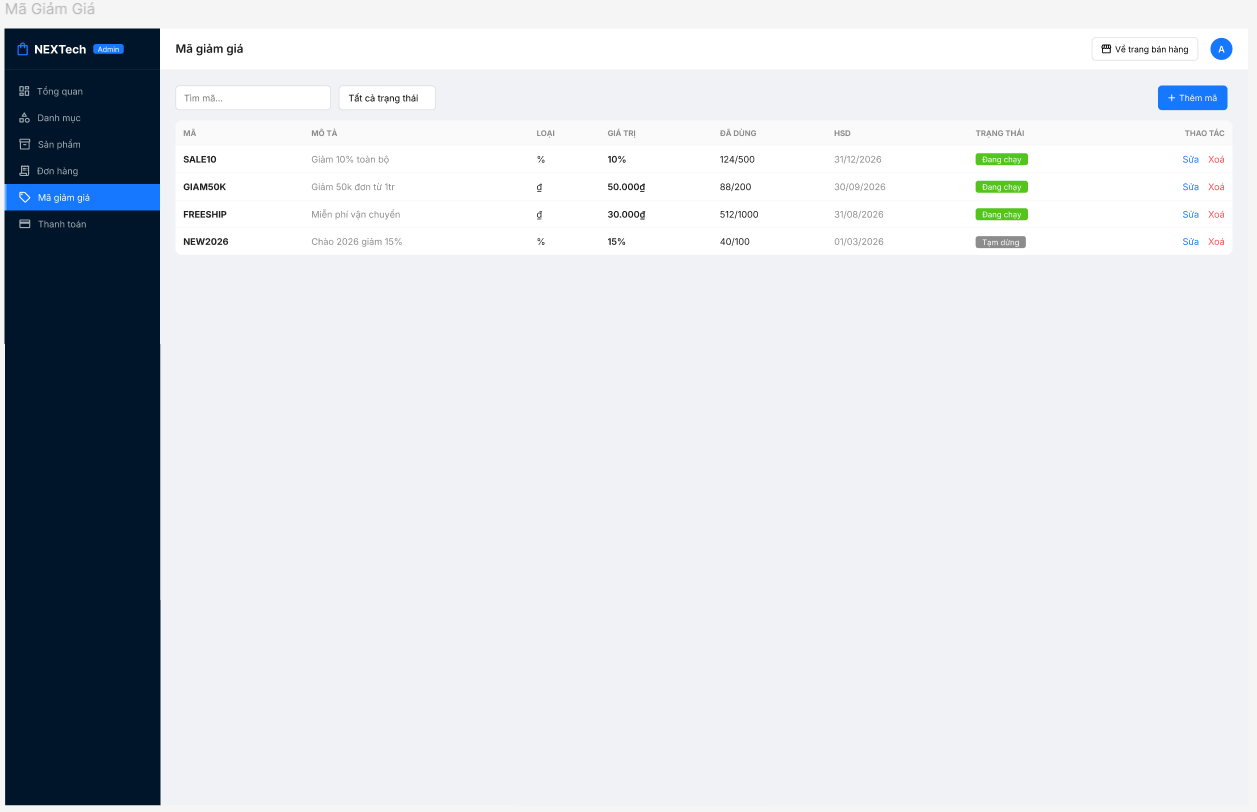 Mã Giảm Giá
NEXTech Admin
Mã giảm giá
Về trang bán hàng
A
Tổng quan
Danh mục
Sản phẩm
Đơn hàng
Mã giảm giá
Thanh toán
Tìm mã...
Tất cả trạng thái
+ Thêm mã
MÃ MÔ TẢ LOẠI GIÁ TRỊ ĐÃ DÙNG HSD TRẠNG THÁI THAO TÁC
SALE10 Giảm 10% toàn bộ % 10% 124/500 31/12/2026 Đang chạy Sửa Xoá
GIAM50K Giảm 50k đơn từ 1tr ₫ 50.000₫ 88/200 30/09/2026 Đang chạy Sửa Xoá
FREESHIP Miễn phí vận chuyển ₫ 30.000₫ 512/1000 31/08/2026 Đang chạy Sửa Xoá
NEW2026 Chào 2026 giảm 15% % 15% 40/100 01/03/2026 Tạm dừng Sửa Xoá